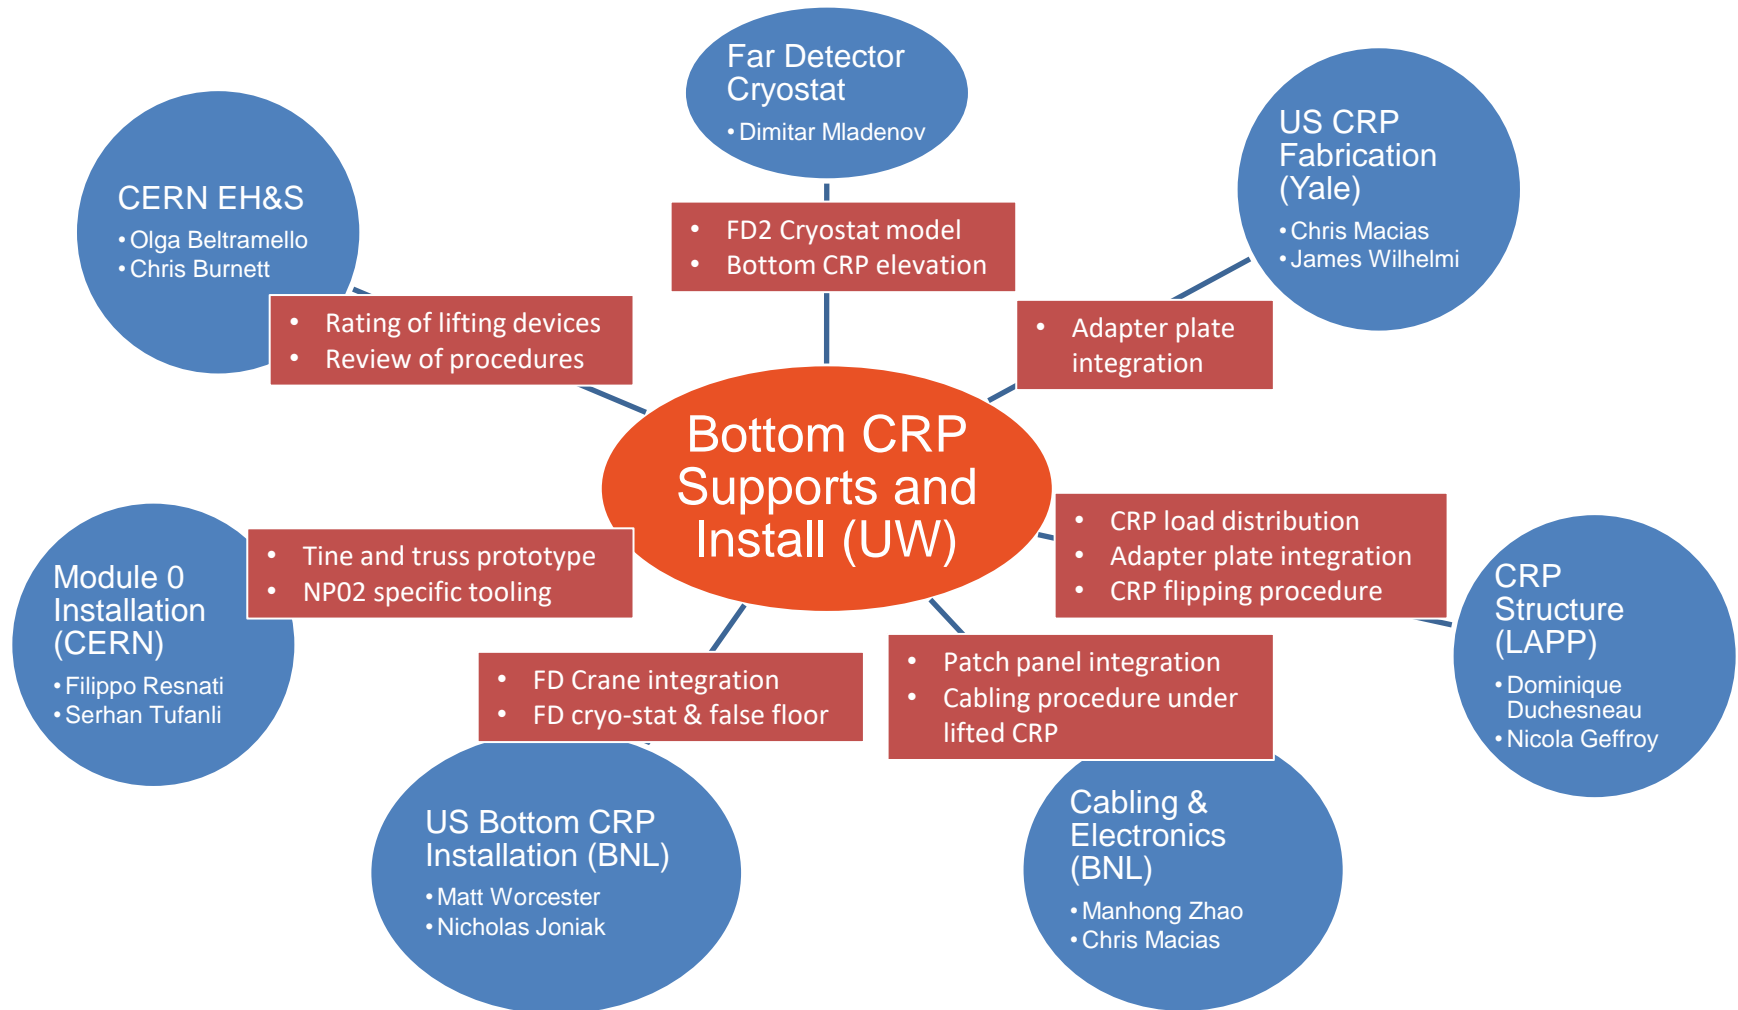 Far Detector
Cryostat
• Dimitar Mladenov
US CRP
Fabrication
(Yale)
• Chris Macias
• James Wilhelmi
CERN EH&S
• Olga Beltramello
• Chris Burnett
• FD2 Cryostat model
• Bottom CRP elevation
• Rating of lifting devices
• Review of procedures
• Adapter plate
integration
Bottom CRP
Supports and
Install (UW)
• CRP load distribution
• Adapter plate integration
• CRP flipping procedure
• Tine and truss prototype
• NP02 specific tooling
Module 0
Installation
(CERN)
• Filippo Resnati
• Serhan Tufanli
CRP
Structure
(LAPP)
• Dominique
Duchesneau
• Nicola Geffroy
• FD Crane integration
• FD cryo-stat & false floor
• Patch panel integration
• Cabling procedure under
lifted CRP
US Bottom CRP
Installation (BNL)
• Matt Worcester
• Nicholas Joniak
Cabling &
Electronics
(BNL)
• Manhong Zhao
• Chris Macias